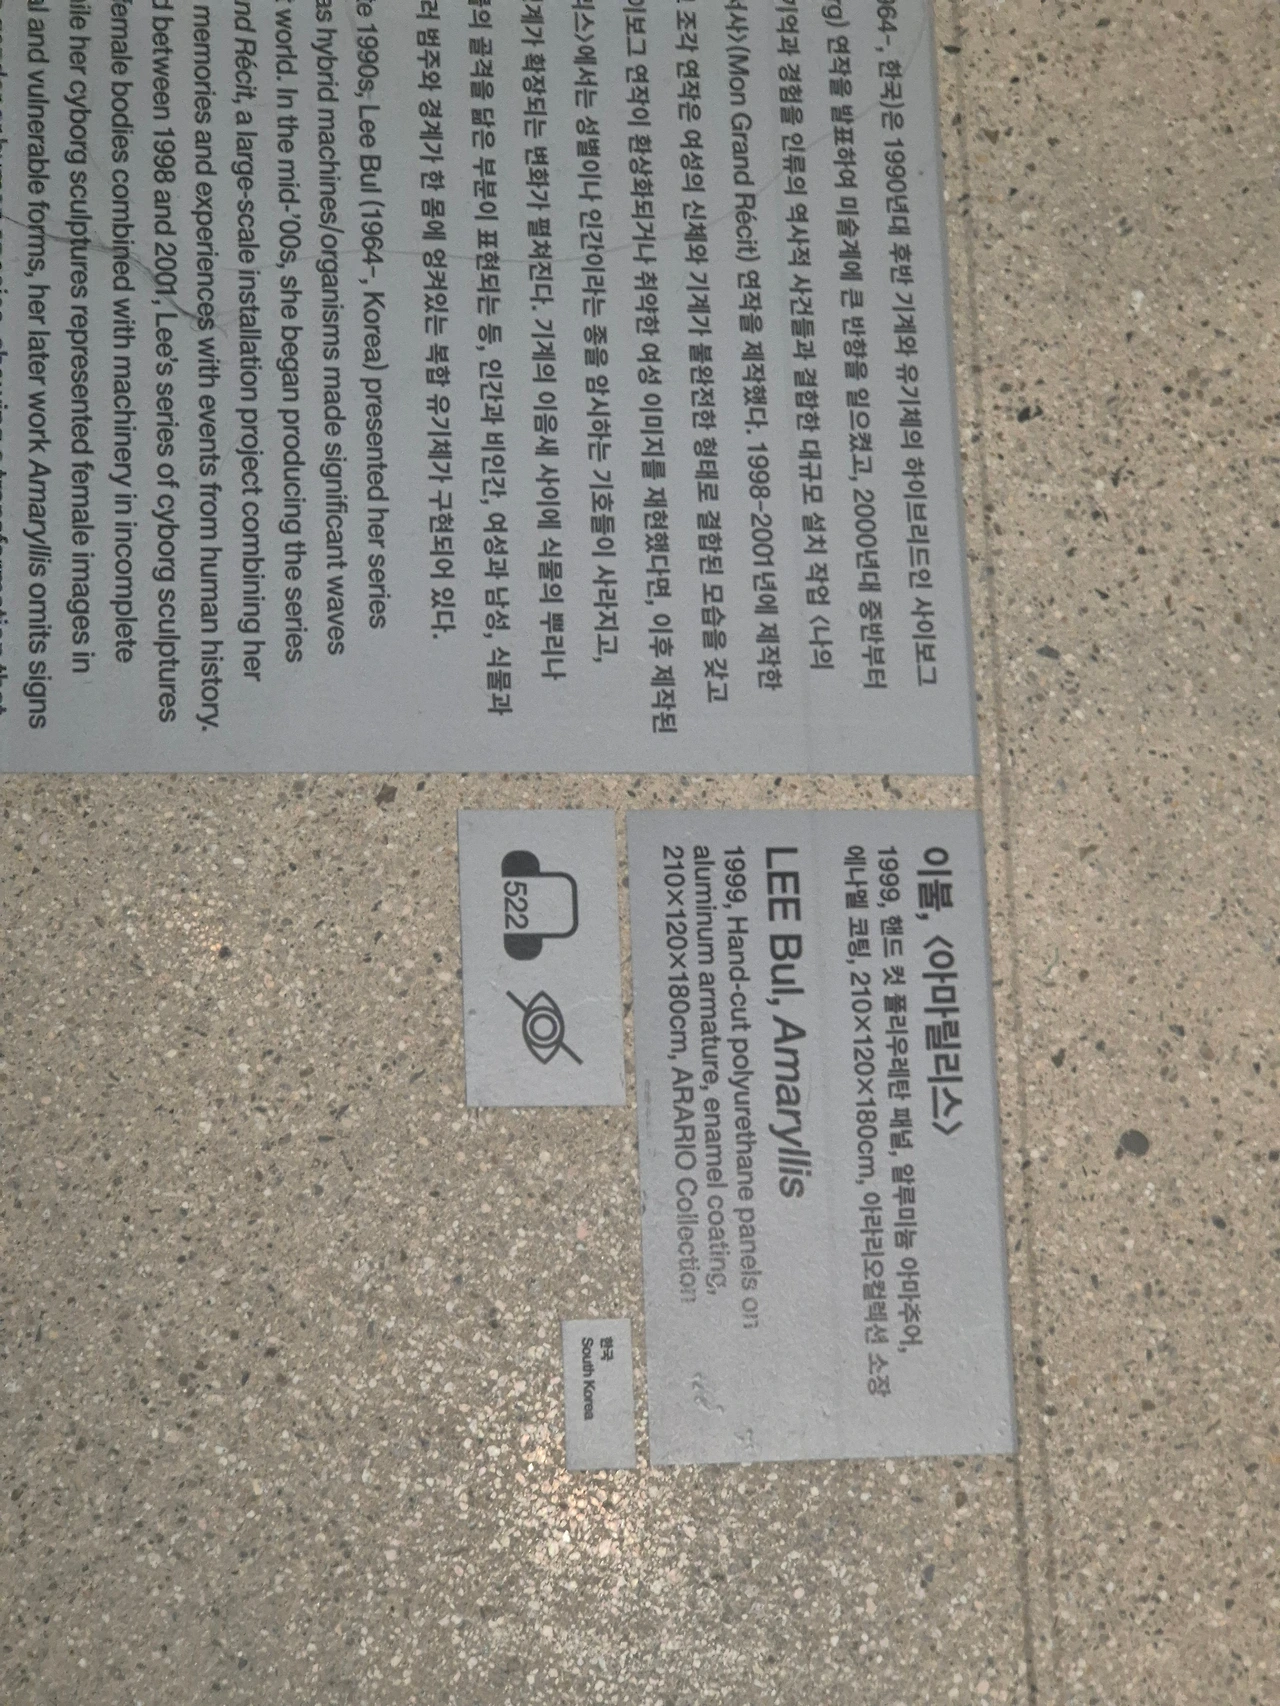 964-, 한국)은 1990년대 후반 기계와 유기체의 하이브리드인 사이보그
rg) 연작을 발표하여 미술계에 큰 반향을 일으켰고, 2000년대 중반부터
기억과 경험을 인류의 역사적 사건들과 결합한 대규모 설치 작업 〈나의
서사〉(Mon Grand Récit) 연작을 제작했다. 1998-2001년에 제작한
조각 연작은 여성의 신체와 기계가 불완전한 형태로 결합된 모습을 갖고
이보그 연작이 환상화되거나 취약한 여성 이미지를 재현했다면, 이후 제작된
에서는 성별이나 인간이라는 종을 암시하는 기호들이 사라지고,
계가 확장되는 변화가 펼쳐진다. 기계의 이음새 사이에 식물의 뿌리나
의 골격을 닮은 부분이 표현되는 등, 인간과 비인간, 여성과 남성, 식물과
러 범주와 경계가 한 몸에 엉켜있는 복합 유기체가 구현되어 있다.
te 1990s, Lee Bul (1964-, Korea) presented her series
as hybrid machines/organisms made significant waves
t world. In the mid-'00s, she began producing the series
nd Récit, a large-scale installation project combining her
memories and experiences with events from human history.
d between 1998 and 2001, Lee's series of cyborg sculptures
female bodies combined with machinery in incomplete
ile her cyborg sculptures represented female images in
al and vulnerable forms, her later work Amaryllis omits signs
이불, 〈아마릴리스〉
1999, 핸드 컷 폴리우레탄 패널, 알루미늄 아마추어,
에나멜 코팅, 210×120×180cm, 아라리오컬렉션 소장
LEE Bul, Amaryllis
1999, Hand-cut polyurethane panels on
aluminum armature, enamel coating,
210×120×180cm, ARARIO Collection
522
한국
South Korea